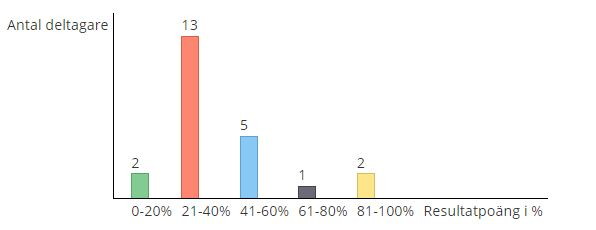 Antal deltagare
13
5
2
1
2
0-20% 21-40% 41-60% 61-80% 81-100% Resultatpoäng i %